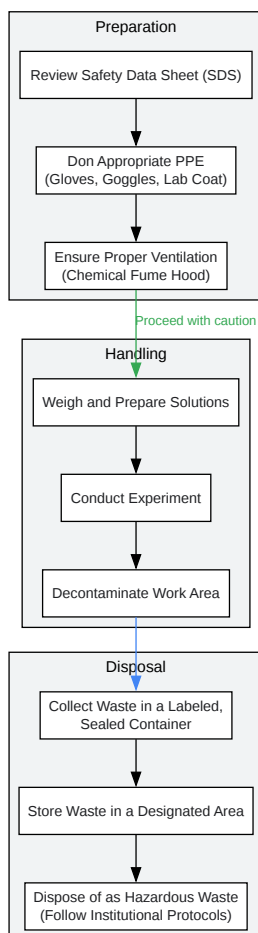 Preparation
Review Safety Data Sheet (SDS)
Don Appropriate PPE
(Gloves, Goggles, Lab Coat)
Ensure Proper Ventilation
(Chemical Fume Hood)
Proceed with caution
Handling
Weigh and Prepare Solutions
Conduct Experiment
Decontaminate Work Area
Disposal
Collect Waste in a Labeled,
Sealed Container
Store Waste in a Designated Area
Dispose of as Hazardous Waste
(Follow Institutional Protocols)